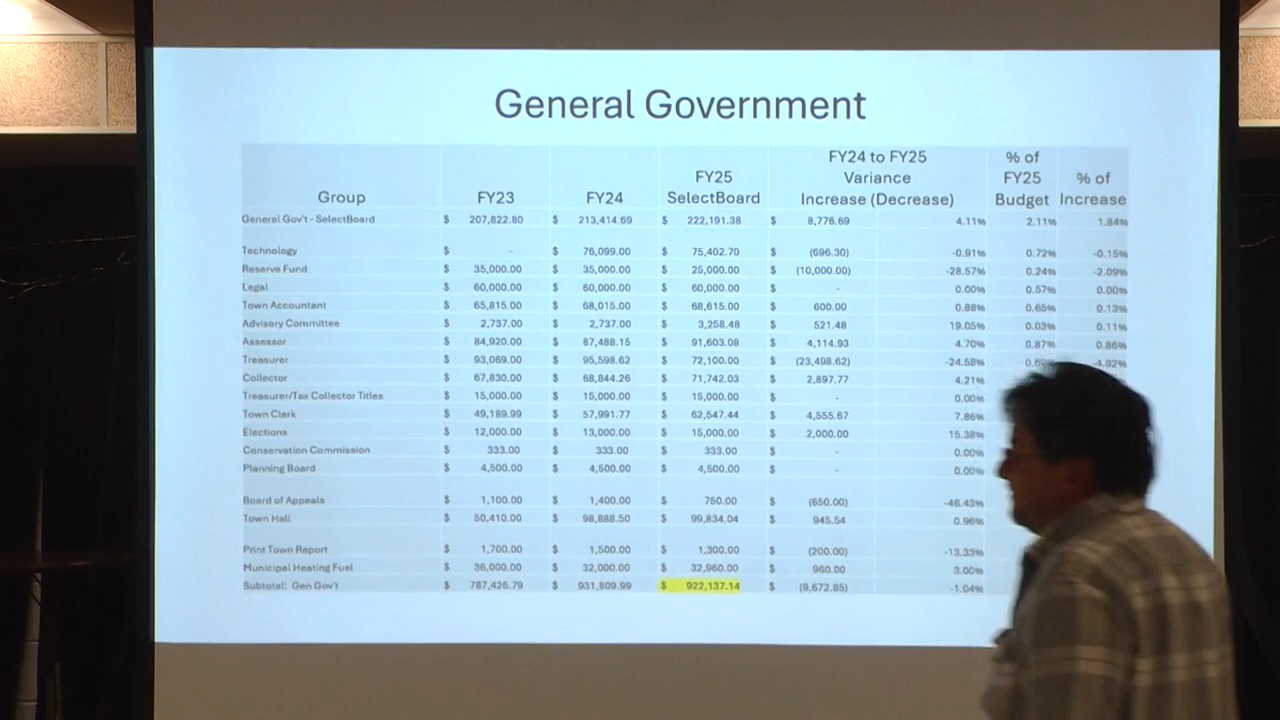 General Government
Group FY23 FY24 FY25 SelectBoard FY24 to FY25 Variance Increase (Decrease) % of FY25 Budget % of Increase
General Gov't - SelectBoard $ 207,822.80 $ 213,414.69 $ 222,191.38 $ 8,776.69 4.11% 2.11% 1.84%
Technology $ - $ 76,099.00 $ 75,402.70 $ (696.30) -0.91% 0.72% -0.15%
Reserve Fund $ 35,000.00 $ 35,000.00 $ 25,000.00 $ (10,000.00) -28.57% 0.24% -2.09%
Legal $ 60,000.00 $ 60,000.00 $ 60,000.00 $ - 0.00% 0.57% 0.00%
Town Accountant $ 65,815.00 $ 68,015.00 $ 68,615.00 $ 600.00 0.88% 0.65% 0.13%
Advisory Committee $ 2,737.00 $ 2,737.00 $ 3,258.48 $ 521.48 19.05% 0.03% 0.11%
Assessor $ 84,920.00 $ 87,488.15 $ 91,603.08 $ 4,114.93 4.70% 0.87% 0.86%
Treasurer $ 93,069.00 $ 95,598.62 $ 72,100.00 $ (23,498.62) -24.58% -4.92%
Collector $ 67,830.00 $ 68,844.26 $ 71,742.03 $ 2,897.77 4.21%
Treasurer/Tax Collector Titles $ 15,000.00 $ 15,000.00 $ 15,000.00 $ - 0.00%
Town Clerk $ 49,189.99 $ 57,991.77 $ 62,547.44 $ 4,555.67 7.86%
Elections $ 12,000.00 $ 13,000.00 $ 15,000.00 $ 2,000.00 15.38%
Conservation Commission $ 333.00 $ 333.00 $ 333.00 $ - 0.00%
Planning Board $ 4,500.00 $ 4,500.00 $ 4,500.00 $ - 0.00%
Board of Appeals $ 1,100.00 $ 1,400.00 $ 750.00 $ (650.00) -46.43%
Town Hall $ 50,410.00 $ 98,888.50 $ 99,834.04 $ 945.54 0.96%
Print Town Report $ 1,700.00 $ 1,500.00 $ 1,300.00 $ (200.00) -13.33%
Municipal Heating Fuel $ 36,000.00 $ 32,000.00 $ 32,960.00 $ 960.00 3.00%
Subtotal: Gen Gov't $ 787,426.79 $ 931,809.99 $ 922,137.14 $ (9,672.85) -1.04%